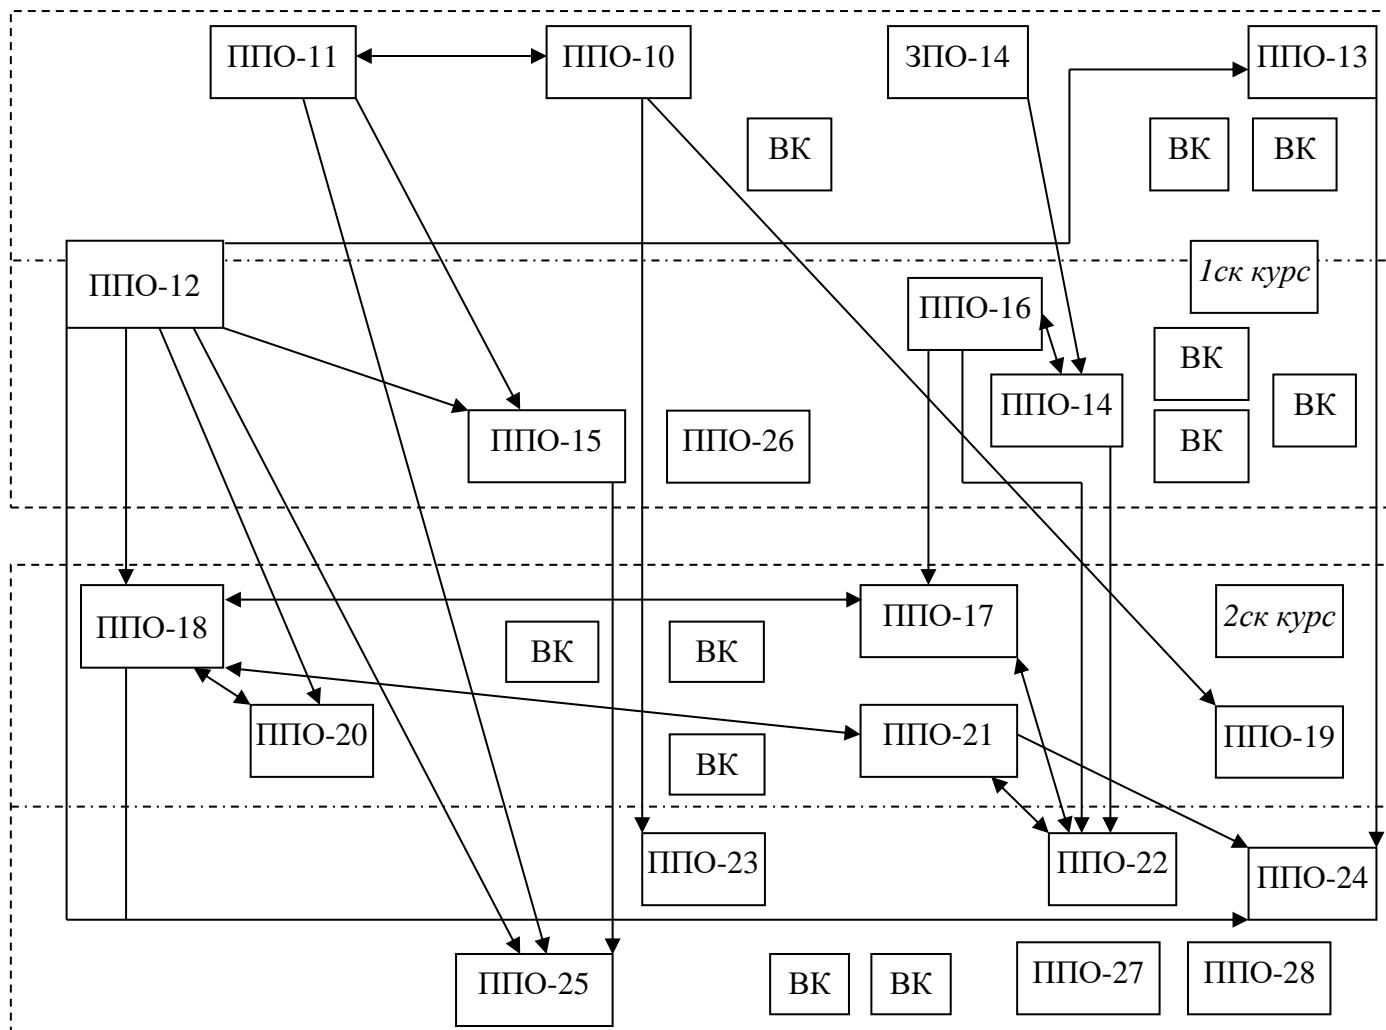 ППО-11
ППО-10
ЗПО-14
ППО-13
ВК
ВК
ВК
ППО-12
1ск курс
ППО-16
ВК
ППО-14
ВК
ППО-15
ППО-26
ВК
ППО-18
ППО-17
2ск курс
ВК
ВК
ППО-20
ППО-21
ППО-19
ВК
ППО-23
ППО-22
ППО-24
ППО-25
ВК
ВК
ППО-27
ППО-28